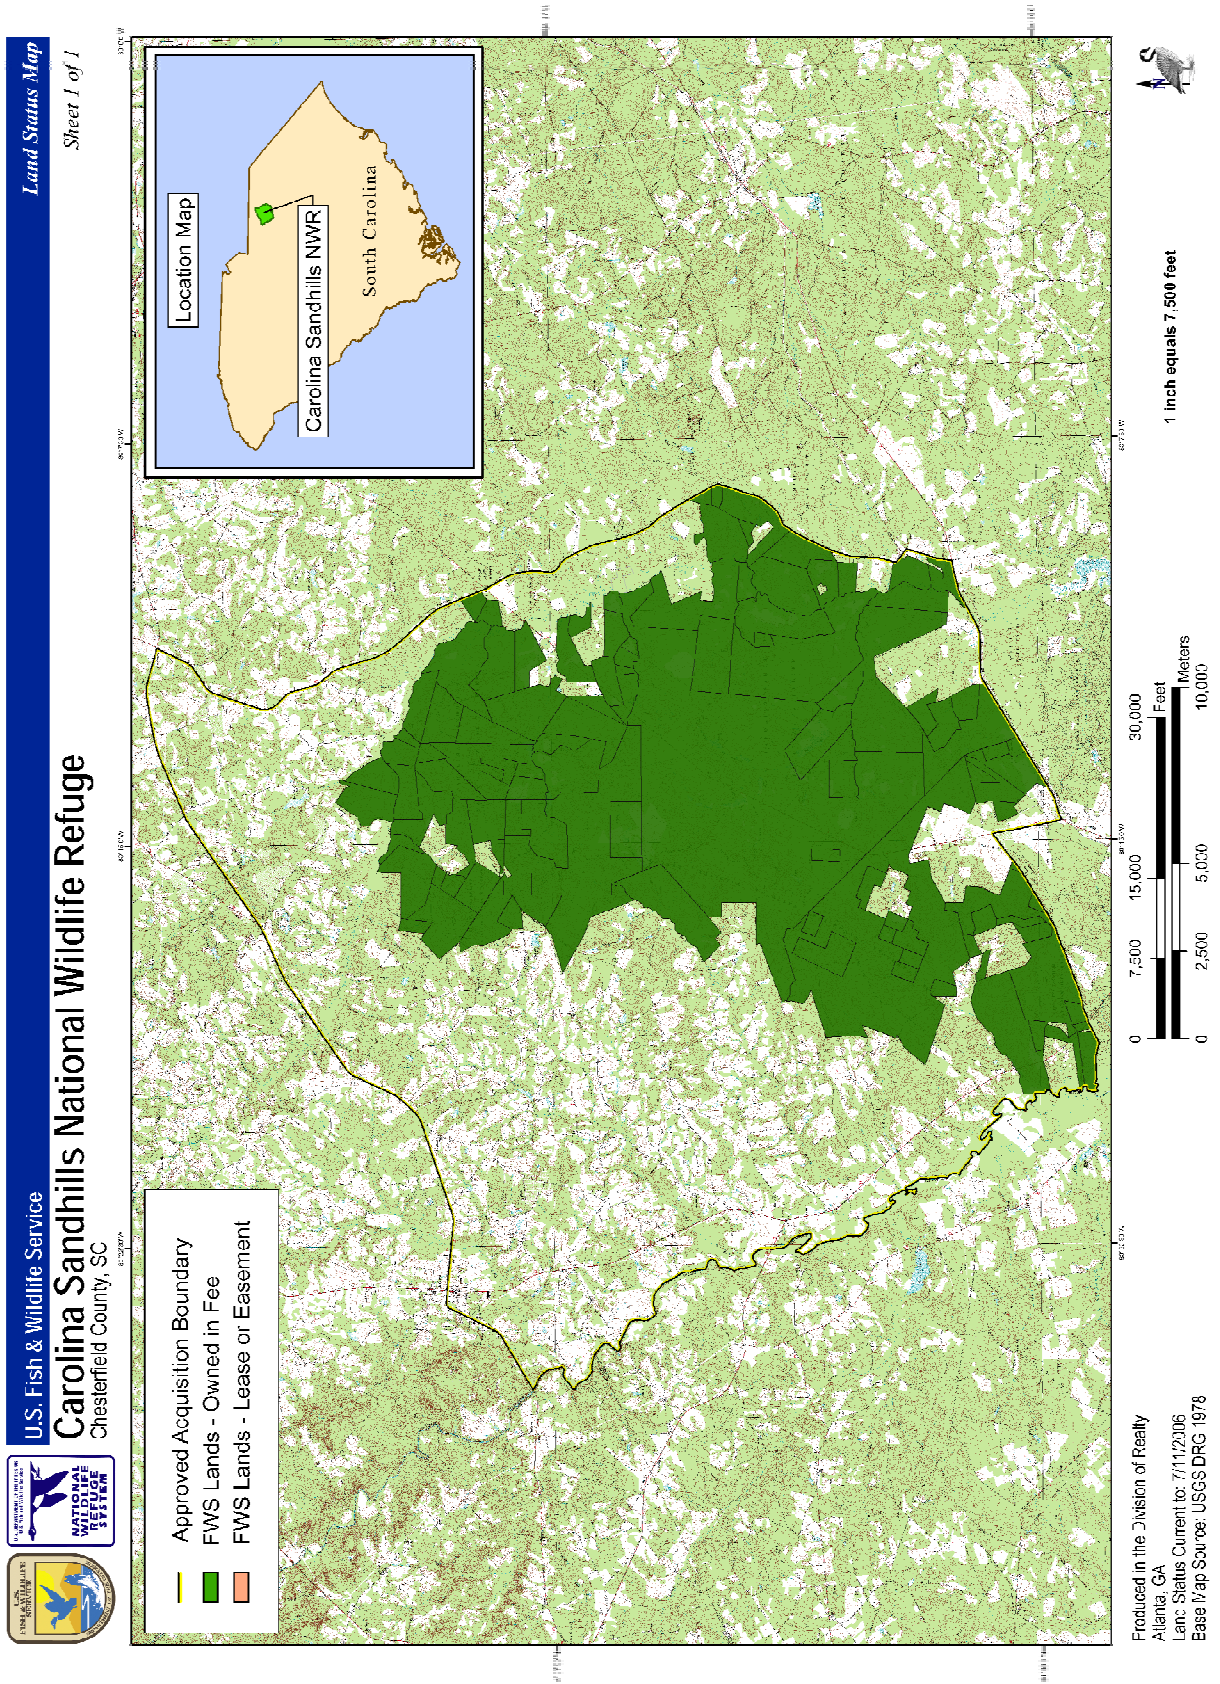 U.S. Fish & Wildlife Service
Land Status Map
Carolina Sandhills National Wildlife Refuge
Sheet 1 of 1
Chesterfield County, SC
U.S.
FISH & WILDLIFE
SERVICE
NATIONAL
WILDLIFE
REFUGE
SYSTEM
Approved Acquisition Boundary
FWS Lands - Owned in Fee
FWS Lands - Lease or Easement
Location Map
Carolina Sandhills NWR
South Carolina
Produced in the Division of Realty
Atlanta, GA
Land Status Current to: 7/11/2006
Base Map Source: USGS DRG 1978
0 7,500 15,000 30,000
Feet
Meters
0 2,500 5,000 10,000
1 inch equals 7,500 feet
N